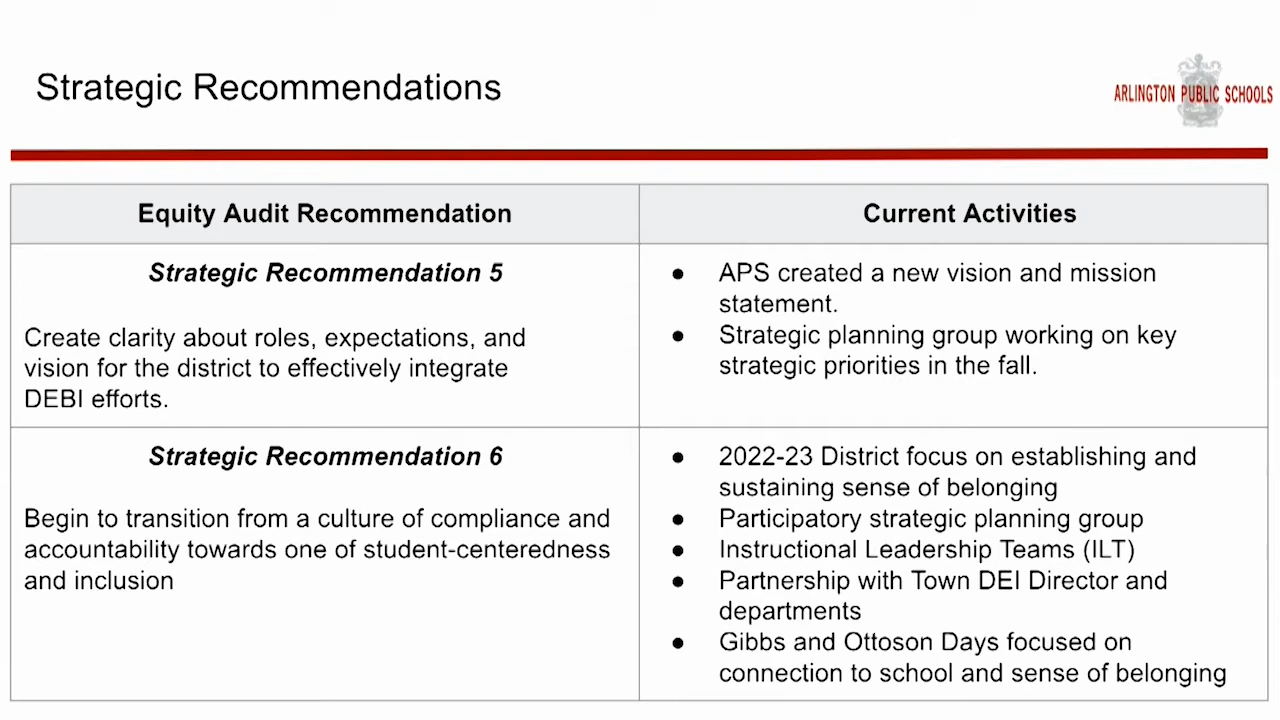 Strategic Recommendations
ARLINGTON PUBLIC SCHOOLS
Equity Audit Recommendation
Current Activities
Strategic Recommendation 5
Create clarity about roles, expectations, and
vision for the district to effectively integrate
DEBI efforts.
● APS created a new vision and mission
statement.
● Strategic planning group working on key
strategic priorities in the fall.
Strategic Recommendation 6
Begin to transition from a culture of compliance and
accountability towards one of student-centeredness
and inclusion
● 2022-23 District focus on establishing and
sustaining sense of belonging
● Participatory strategic planning group
● Instructional Leadership Teams (ILT)
● Partnership with Town DEI Director and
departments
● Gibbs and Ottoson Days focused on
connection to school and sense of belonging